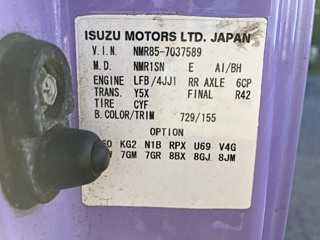 ISUZU MOTORS LTD. JAPAN
V.I.N. NMR85-7037589
M.D. NMR1SN E AI/BH
ENGINE LFB/4JJ1 RR AXLE 6CP
TRANS. Y5X FINAL R42
TIRE CYF
B.COLOR/TRIM 729/155
OPTION
KG2 N1B RPX U69 V4G
7GM 7GR 8BX 8GJ 8JM